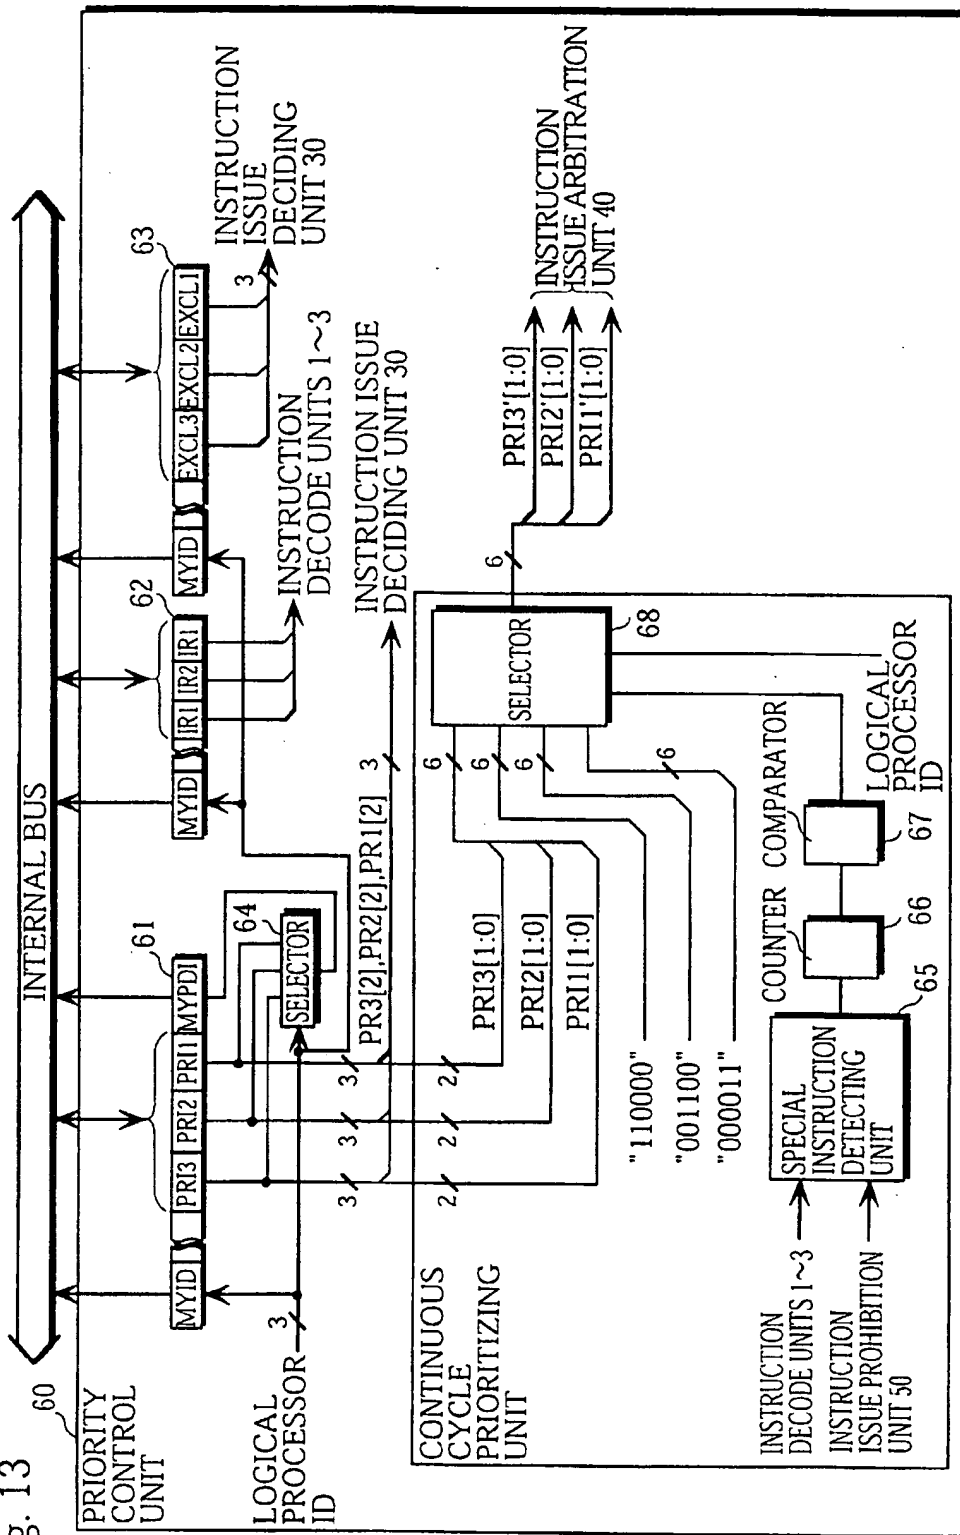 g. 13
60
INTERNAL BUS
PRIORITY
CONTROL
UNIT
61
MYID
PRI3
PRI2
PRI1
MYPDI
62
MYID
IR1
IR2
IR1
63
MYID
EXCL3
EXCL2
EXCL1
64
SELECTOR
LOGICAL
PROCESSOR
ID
3
3
3
3
3
INSTRUCTION
ISSUE
DECIDING
UNIT 30
INSTRUCTION
DECODE UNITS 1~3
PR3[2],PR2[2],PR1[2]
3
INSTRUCTION ISSUE
DECIDING UNIT 30
2
2
2
CONTINUOUS
CYCLE
PRIORITIZING
UNIT
PRI3[1:0]
PRI2[1:0]
PRI1[1:0]
6
6
6
6
"110000"
"001100"
"000011"
SELECTOR
68
6
PRI3'[1:0]
PRI2'[1:0]
PRI1'[1:0]
INSTRUCTION
ISSUE ARBITRATION
UNIT 40
INSTRUCTION
DECODE UNITS 1~3
INSTRUCTION
ISSUE PROHIBITION
UNIT 50
SPECIAL
INSTRUCTION
DETECTING
UNIT
65
COUNTER
66
COMPARATOR
67
LOGICAL
PROCESSOR
ID